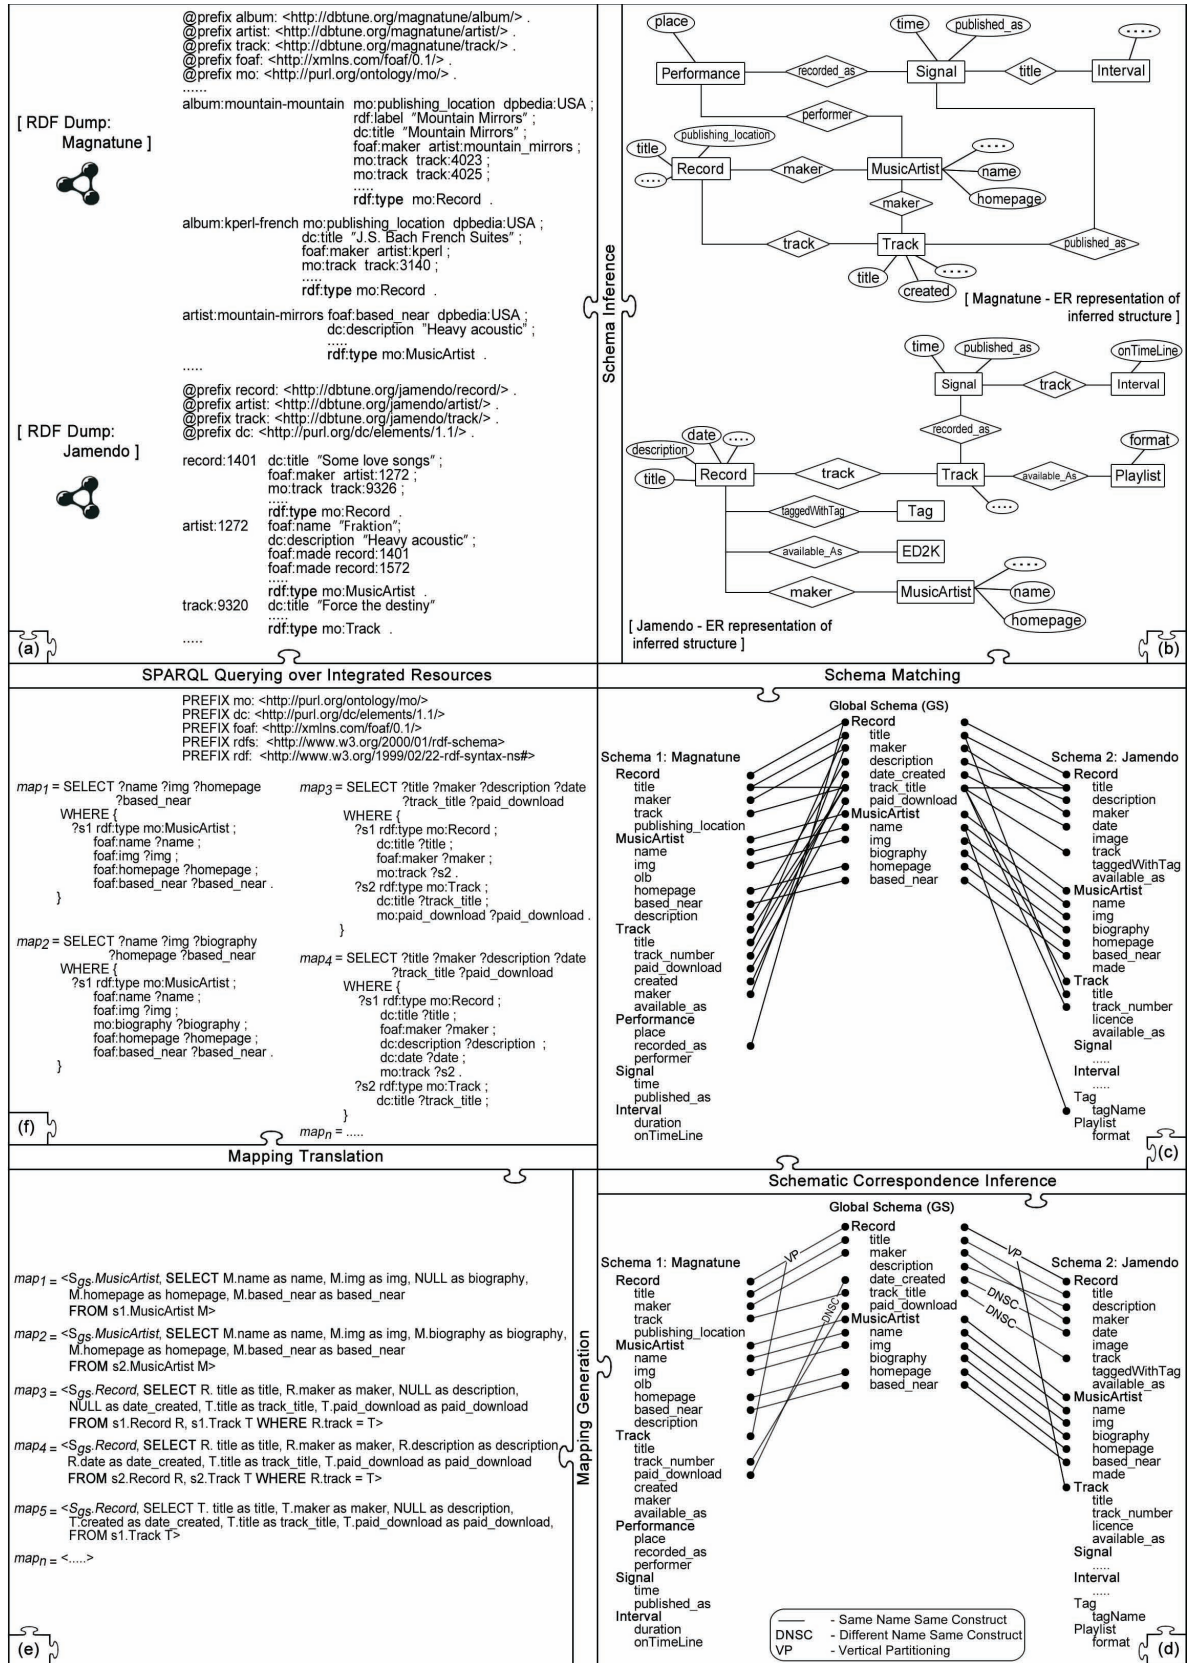 @prefix album: <http://dbtune.org/magnatune/album/> .
@prefix artist: <http://dbtune.org/magnatune/artist/> .
@prefix track: <http://dbtune.org/magnatune/track/> .
@prefix foaf: <http://xmlns.com/foaf/0.1/> .
@prefix mo: <http://purl.org/ontology/mo/> .
......
[ RDF Dump:
Magnatune ]
album:mountain-mountain mo:publishing_location dpbedia:USA ;
rdf:label "Mountain Mirrors" ;
dc:title "Mountain Mirrors" ;
foaf:maker artist:mountain_mirrors ;
mo:track track:4023 ;
mo:track track:4025 ;
.....
rdf:type mo:Record .
album:kperl-french mo:publishing_location dpbedia:USA ;
dc:title "J.S. Bach French Suites" ;
foaf:maker artist:kperl ;
mo:track track:3140 ;
.....
rdf:type mo:Record .
artist:mountain-mirrors foaf:based_near dpbedia:USA ;
dc:description "Heavy acoustic" ;
.....
rdf:type mo:MusicArtist .
.....
@prefix record: <http://dbtune.org/jamendo/record/> .
@prefix artist: <http://dbtune.org/jamendo/artist/> .
@prefix track: <http://dbtune.org/jamendo/track/> .
@prefix dc: <http://purl.org/dc/elements/1.1/> .
[ RDF Dump:
Jamendo ]
record:1401 dc:title "Some love songs" ;
foaf:maker artist:1272 ;
mo:track track:9326 ;
.....
rdf:type mo:Record .
artist:1272 foaf:name "Fraktion";
dc:description "Heavy acoustic" ;
foaf:made record:1401
foaf:made record:1572
.....
rdf:type mo:MusicArtist .
track:9320 dc:title "Force the destiny"
.....
rdf:type mo:Track .
.....
(a)
Schema Inference
place
time
published_as
....
Performance
recorded_as
Signal
title
Interval
performer
publishing_location
title
....
Record
maker
MusicArtist
....
name
homepage
maker
track
Track
published_as
title
created
....
[ Magnatune - ER representation of
inferred structure ]
time
published_as
onTimeLine
Signal
track
Interval
recorded_as
date
....
description
title
Record
track
Track
available_As
format
Playlist
....
taggedWithTag
Tag
available_As
ED2K
maker
MusicArtist
....
name
homepage
[ Jamendo - ER representation of
inferred structure ]
(b)
SPARQL Querying over Integrated Resources
PREFIX mo: <http://purl.org/ontology/mo/>
PREFIX dc: <http://purl.org/dc/elements/1.1/>
PREFIX foaf: <http://xmlns.com/foaf/0.1/>
PREFIX rdfs: <http://www.w3.org/2000/01/rdf-schema>
PREFIX rdf: <http://www.w3.org/1999/02/22-rdf-syntax-ns#>
map1 = SELECT ?name ?img ?homepage
?based_near
WHERE {
?s1 rdf:type mo:MusicArtist ;
foaf:name ?name ;
foaf:img ?img ;
foaf:homepage ?homepage ;
foaf:based_near ?based_near .
}
map2 = SELECT ?name ?img ?biography
?homepage ?based_near
WHERE {
?s1 rdf:type mo:MusicArtist ;
foaf:name ?name ;
foaf:img ?img ;
mo:biography ?biography ;
foaf:homepage ?homepage ;
foaf:based_near ?based_near .
}
map3 = SELECT ?title ?maker ?description ?date
?track_title ?paid_download
WHERE {
?s1 rdf:type mo:Record ;
dc:title ?title ;
foaf:maker ?maker ;
mo:track ?s2 .
?s2 rdf:type mo:Track ;
dc:title ?track_title ;
mo:paid_download ?paid_download .
}
map4 = SELECT ?title ?maker ?description ?date
?track_title ?paid_download
WHERE {
?s1 rdf:type mo:Record ;
dc:title ?title ;
foaf:maker ?maker ;
dc:description ?description ;
dc:date ?date ;
mo:track ?s2 .
?s2 rdf:type mo:Track ;
dc:title ?track_title ;
}
mapn = .....
(f)
Schema Matching
Global Schema (GS)
Record
title
maker
description
date_created
track_title
paid_download
MusicArtist
name
img
biography
homepage
based_near
Schema 1: Magnatune
Record
title
maker
track
publishing_location
MusicArtist
name
img
olb
homepage
based_near
description
Track
title
track_number
paid_download
created
maker
available_as
Performance
place
recorded_as
performer
Signal
time
published_as
Interval
duration
onTimeLine
Schema 2: Jamendo
Record
title
description
maker
date
image
track
taggedWithTag
available_as
MusicArtist
name
img
biography
homepage
based_near
made
Track
title
track_number
licence
available_as
Signal
.....
Interval
.....
Tag
tagName
Playlist
format
(c)
Mapping Translation
map1 = <Sgs.MusicArtist, SELECT M.name as name, M.img as img, NULL as biography,
M.homepage as homepage, M.based_near as based_near
FROM s1.MusicArtist M>
map2 = <Sgs.MusicArtist, SELECT M.name as name, M.img as img, M.biography as biography,
M.homepage as homepage, M.based_near as based_near
FROM s2.MusicArtist M>
map3 = <Sgs.Record, SELECT R. title as title, R.maker as maker, NULL as description,
NULL as date_created, T.title as track_title, T.paid_download as paid_download
FROM s1.Record R, s1.Track T WHERE R.track = T>
map4 = <Sgs.Record, SELECT R. title as title, R.maker as maker, R.description as description
R.date as date_created, T.title as track_title, T.paid_download as paid_download
FROM s2.Record R, s2.Track T WHERE R.track = T>
map5 = <Sgs.Record, SELECT T. title as title, T.maker as maker, NULL as description,
T.created as date_created, T.title as track_title, T.paid_download as paid_download,
FROM s1.Track T>
mapn = <.....>
(e)
Mapping Generation
Schematic Correspondence Inference
Global Schema (GS)
Record
title
maker
description
date_created
track_title
paid_download
MusicArtist
name
img
biography
homepage
based_near
VP
DNSC
VP
DNSC
DNSC
Schema 1: Magnatune
Record
title
maker
track
publishing_location
MusicArtist
name
img
olb
homepage
based_near
description
Track
title
track_number
paid_download
created
maker
available_as
Performance
place
recorded_as
performer
Signal
time
published_as
Interval
duration
onTimeLine
Schema 2: Jamendo
Record
title
description
maker
date
image
track
taggedWithTag
available_as
MusicArtist
name
img
biography
homepage
based_near
made
Track
title
track_number
licence
available_as
Signal
.....
Interval
.....
Tag
tagName
Playlist
format
- Same Name Same Construct
DNSC - Different Name Same Construct
VP - Vertical Partitioning
(d)